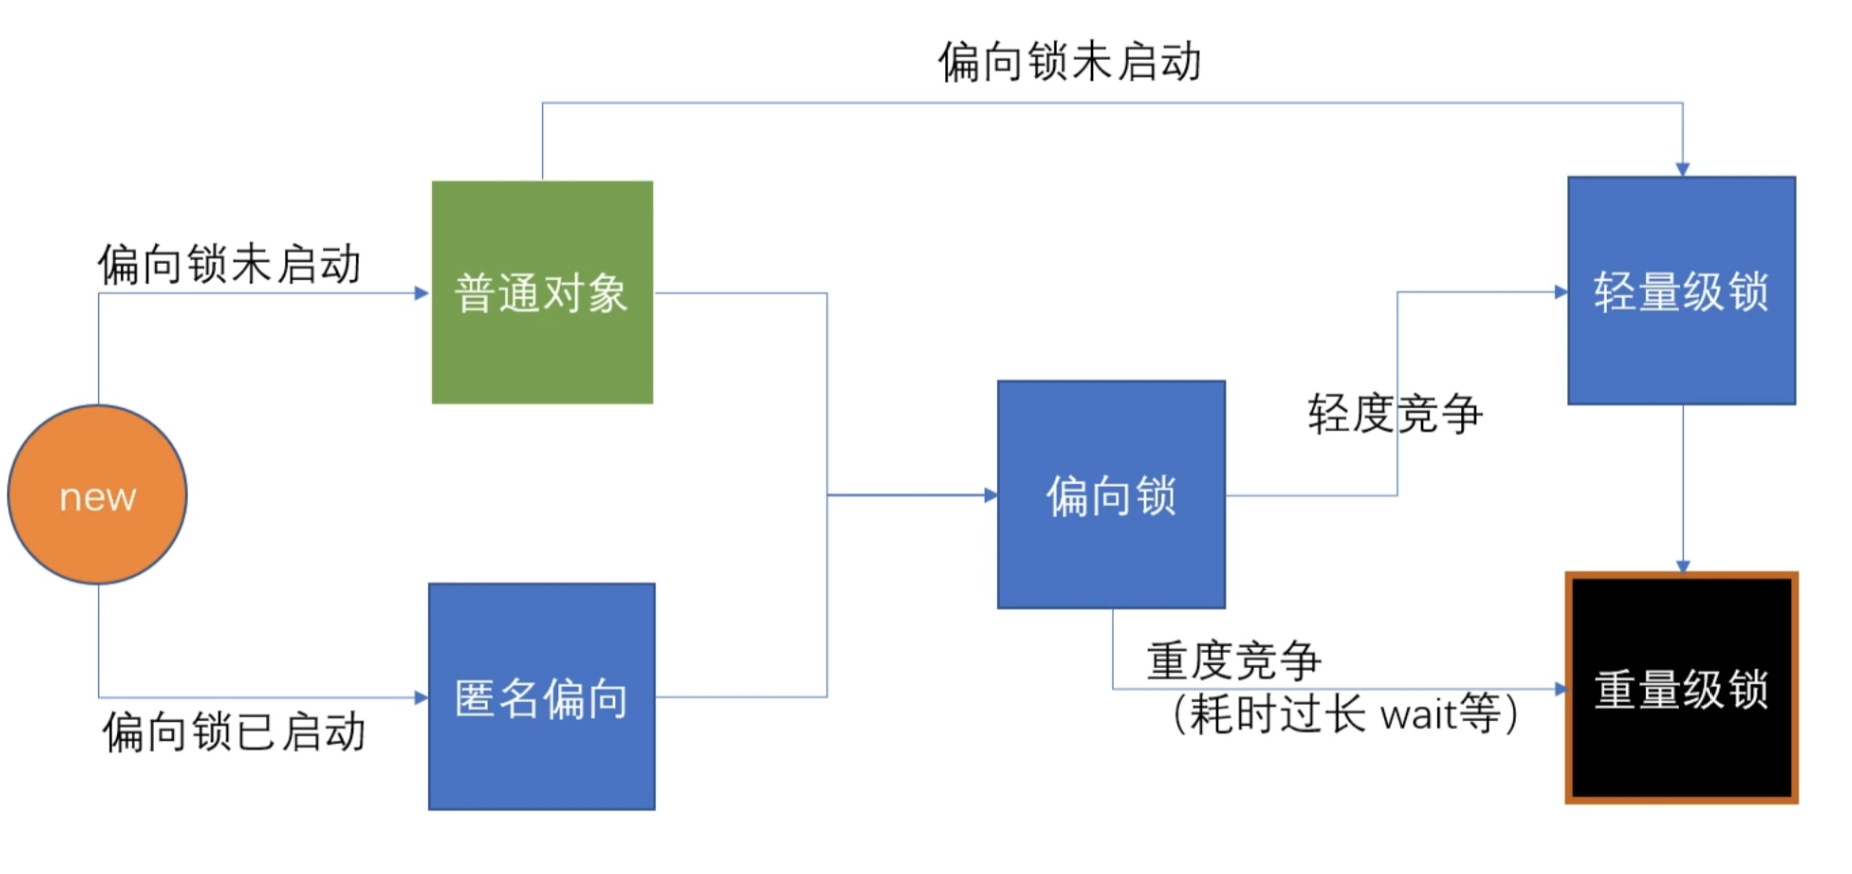 偏向锁未启动
偏向锁未启动
普通对象
轻量级锁
轻度竞争
new
偏向锁
重度竞争
（耗时过长 wait等）
匿名偏向
偏向锁已启动
重量级锁